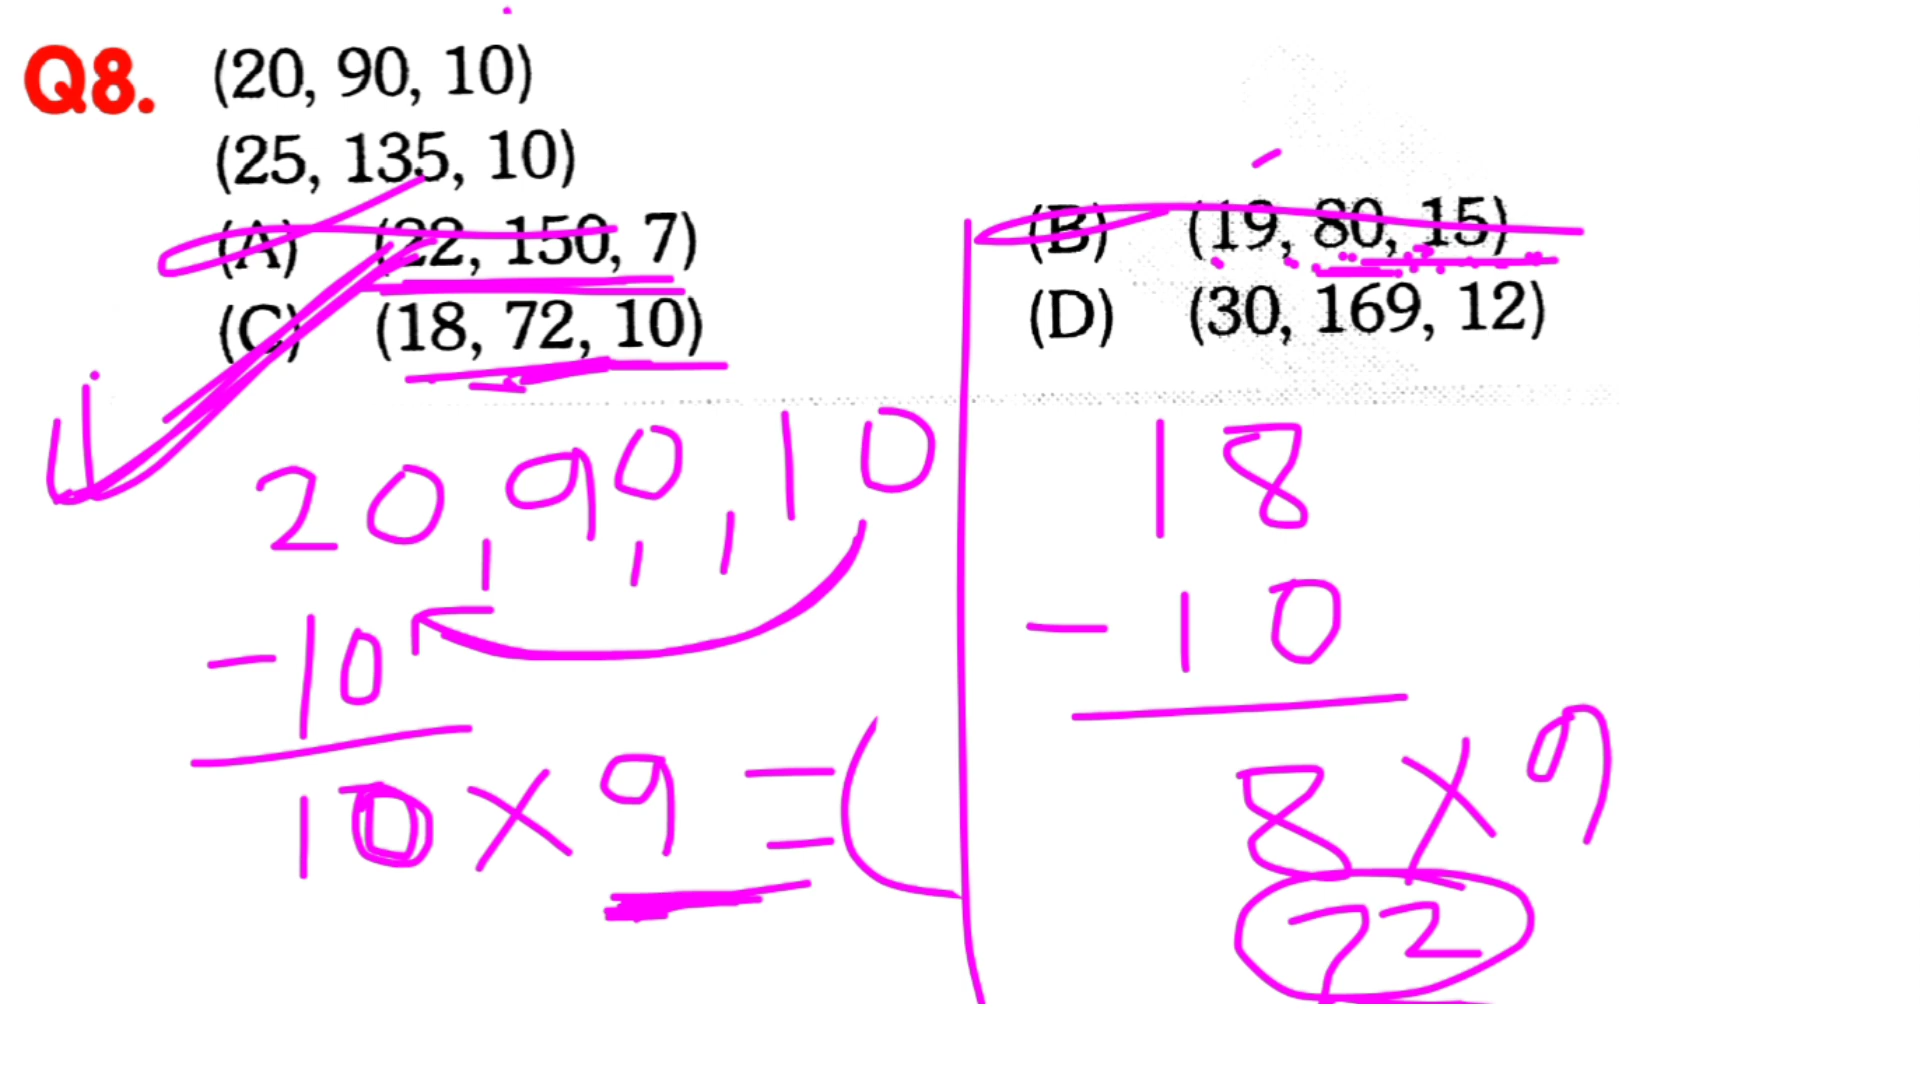 Q8. (20, 90, 10)
(25, 135, 10)
(A) (22, 150, 7) (B) (19, 80, 15)
(C) (18, 72, 10) (D) (30, 169, 12)
20, 90, 10 18
- 10 - 10
10 × 9 = 8 × 9
72